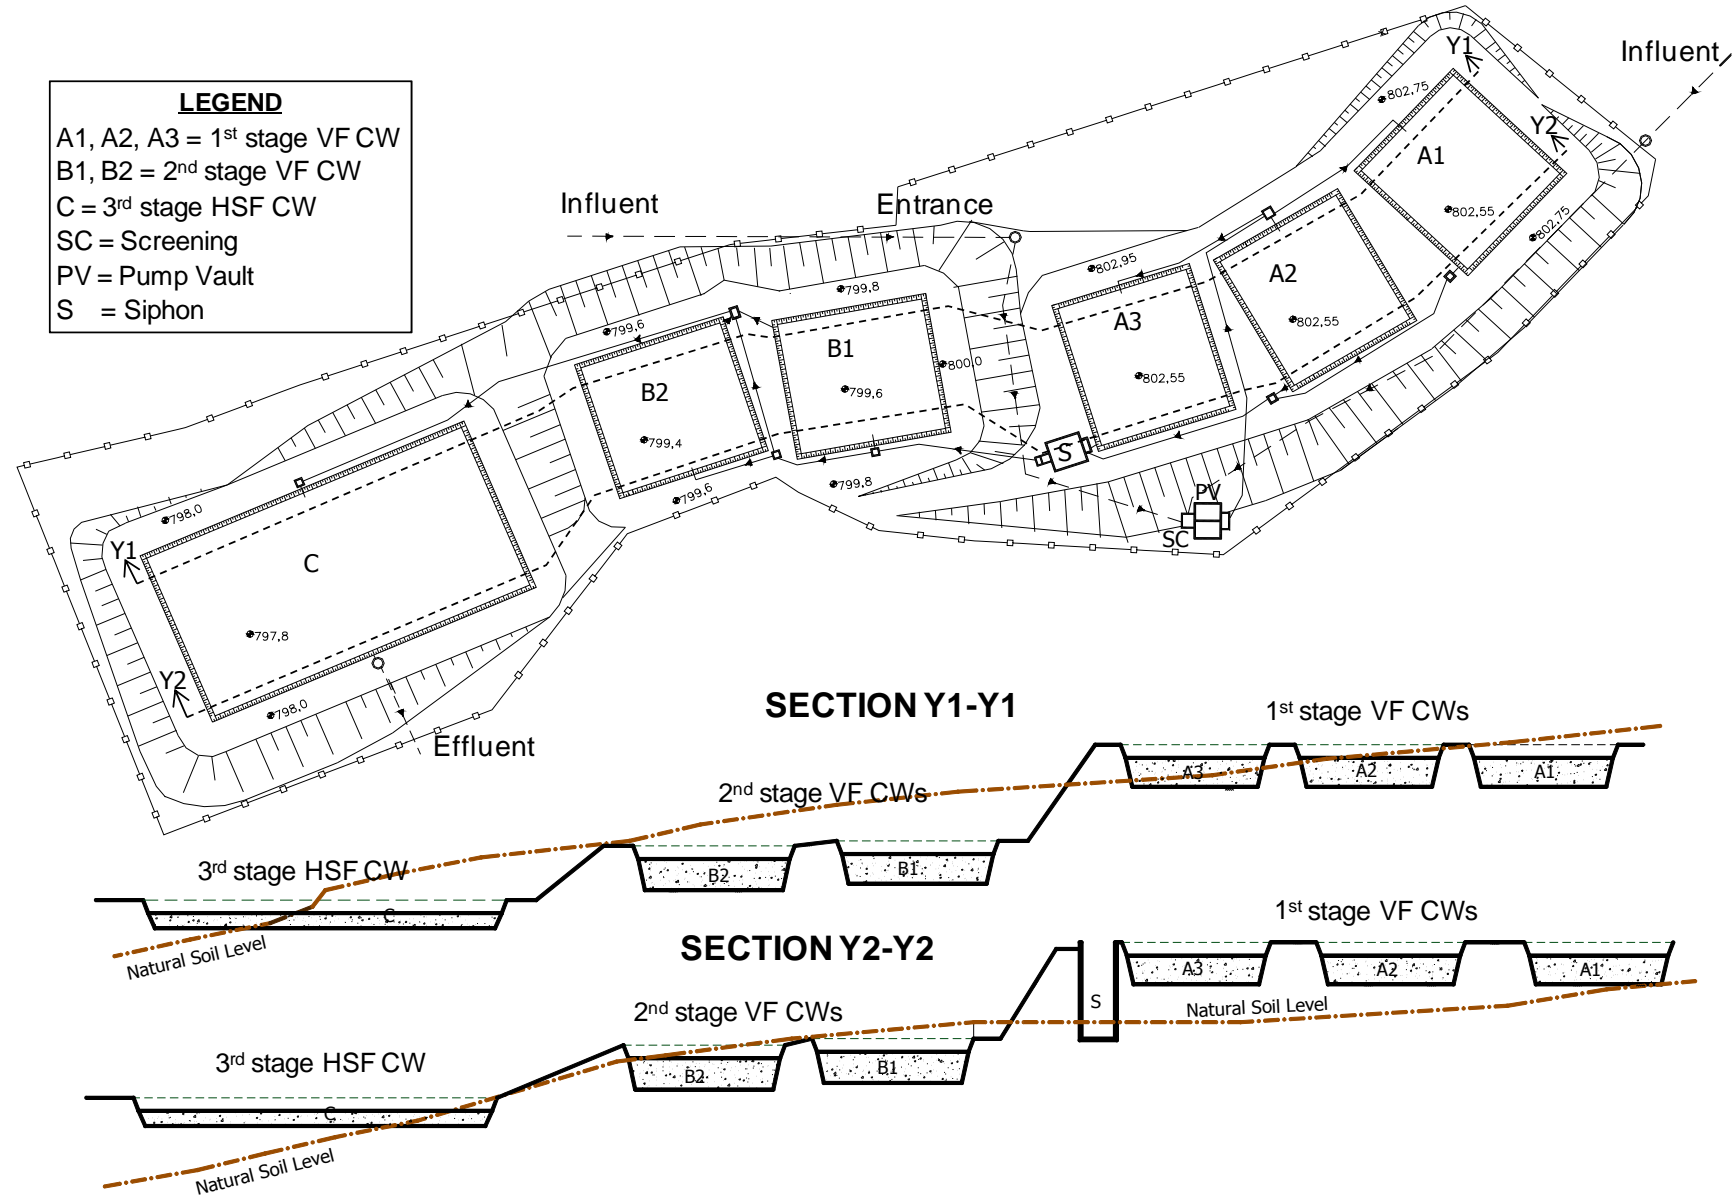 LEGEND
A1, A2, A3 = 1st stage VF CW
B1, B2 = 2nd stage VF CW
C = 3rd stage HSF CW
SC = Screening
PV = Pump Vault
S = Siphon
Influent
Y1
802,75
Y2
A1
802,55
802,75
Influent
Entrance
802,95
A2
802,55
A3
802,55
799,8
799,6
B1
800,0
799,6
B2
799,4
799,6
799,8
S
PV
SC
798,0
Y1
C
797,8
Y2
798,0
Effluent
SECTION Y1-Y1
1st stage VF CWs
A3
A2
A1
2nd stage VF CWs
B2
B1
3rd stage HSF CW
C
Natural Soil Level
SECTION Y2-Y2
1st stage VF CWs
A3
A2
A1
S
Natural Soil Level
2nd stage VF CWs
B2
B1
3rd stage HSF CW
C
Natural Soil Level